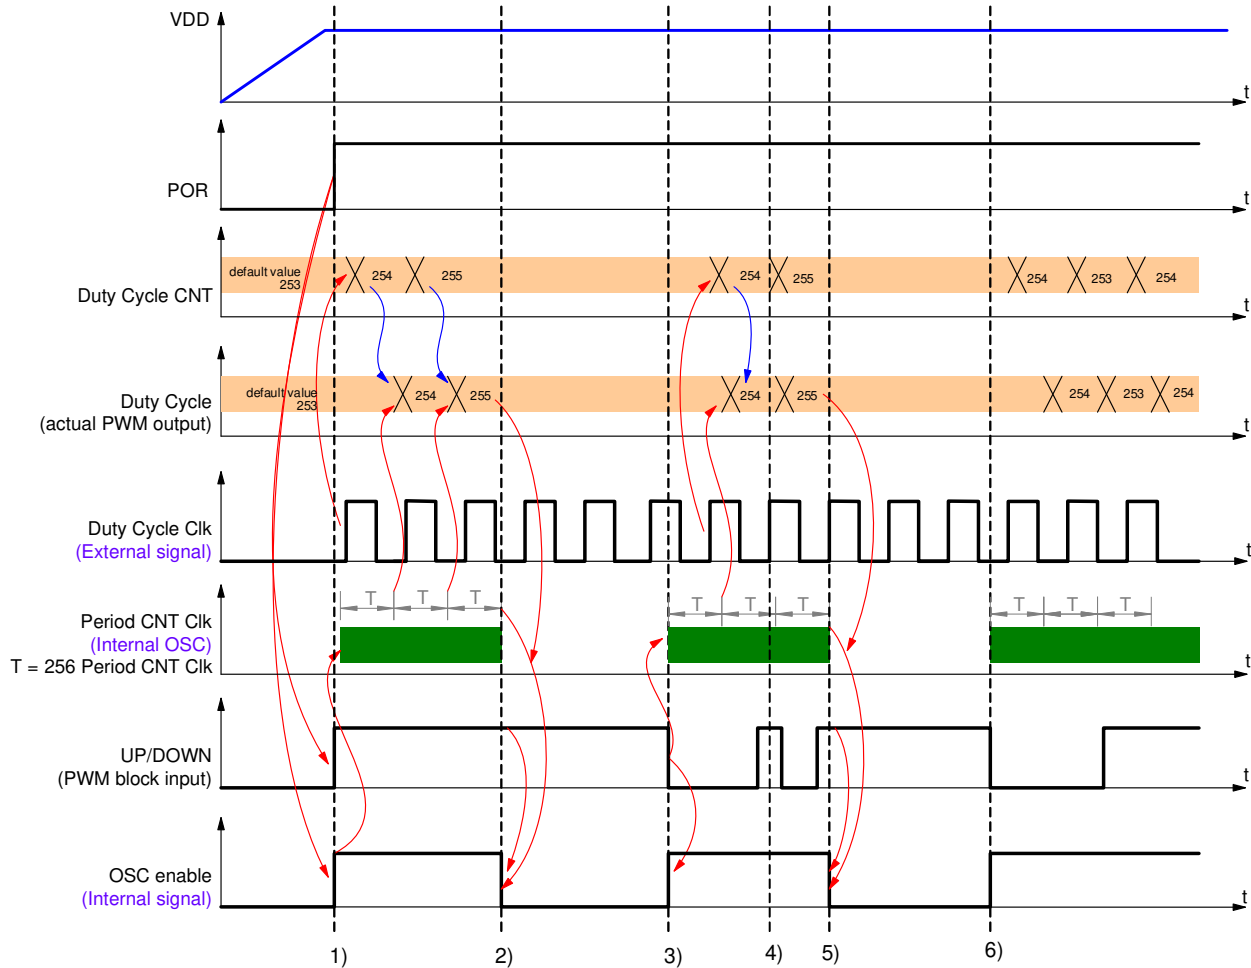 VDD
t
POR
t
default value
253
254
255
254
255
254
253
254
Duty Cycle CNT
t
default value
253
254
255
254
255
254
253
254
Duty Cycle
(actual PWM output)
t
Duty Cycle Clk
(External signal)
t
T T T T T T T T T
Period CNT Clk
(Internal OSC)
T = 256 Period CNT Clk
t
UP/DOWN
(PWM block input)
t
OSC enable
(Internal signal)
t
1) 2) 3) 4) 5) 6)